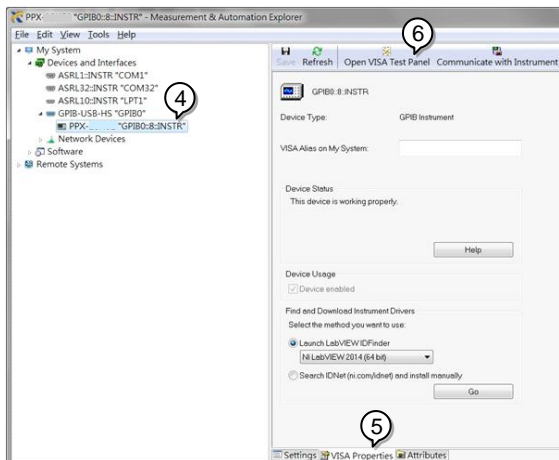 PPX- "GPIB0::8::INSTR" - Measurement & Automation Explorer
File Edit View Tools Help
My System
Devices and Interfaces
ASRL1::INSTR "COM1"
ASRL32::INSTR "COM32"
ASRL10::INSTR "LPT1"
GPIB-USB-HS "GPIB0"
PPX- "GPIB0::8::INSTR"
Network Devices
Software
Remote Systems
4
6
Save Refresh Open VISA Test Panel Communicate with Instrument
GPIB0::8::INSTR
Device Type: GPIB Instrument
VISA Alias on My System:
Device Status
This device is working properly.
Help
Device Usage
Device enabled
Find and Download Instrument Drivers
Select the method you want to use:
Launch LabVIEW IDFinder
NI LabVIEW 2014 (64 bit)
Search IDNet (ni.com/idnet) and install manually
Go
5
Settings VISA Properties Attributes